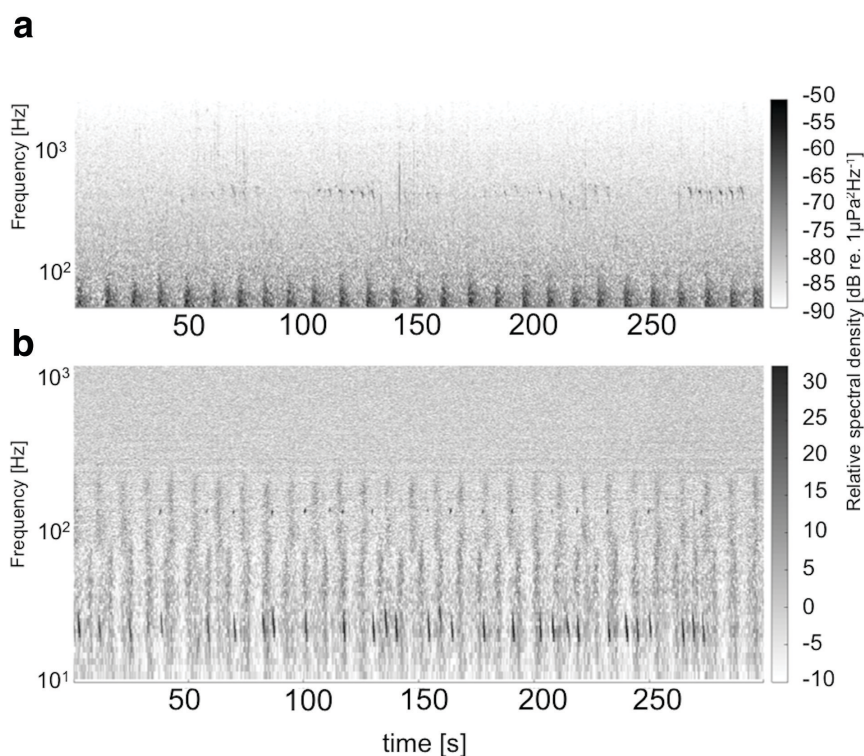 a
Frequency [Hz]
10³
10²
50 100 150 200 250
-50
-55
-60
-65
-70
-75
-80
-85
-90
b
Frequency [Hz]
10³
10²
10¹
50 100 150 200 250
time [s]
30
25
20
15
10
5
0
-5
-10
Relative spectral density [dB re. 1μPa²Hz⁻¹]